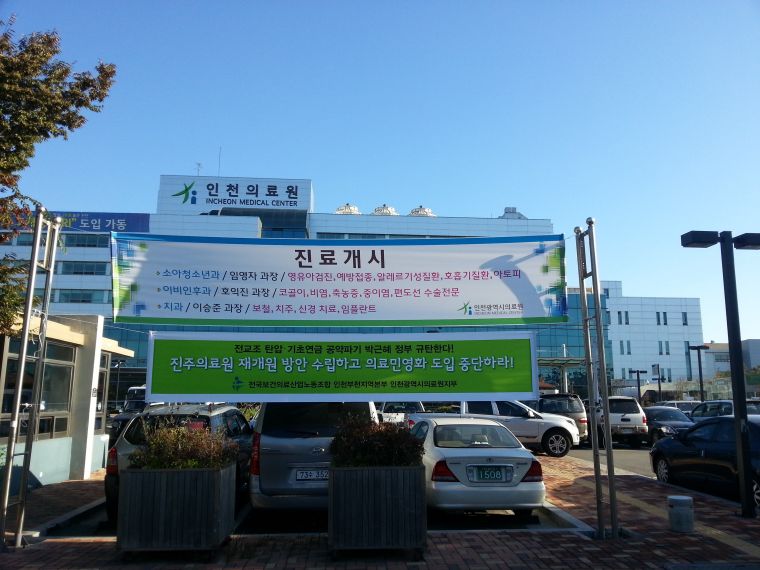 인천의료원
INCHEON MEDICAL CENTER
도입 가동
진료개시
소아청소년과 / 임영자 과장 / 영유아검진, 예방접종, 알레르기성질환, 호흡기질환, 아토피
이비인후과 / 호익진 과장 / 코골이, 비염, 축농증, 중이염, 편도선 수술전문
치과 / 이승준 과장 / 보철, 치주, 신경 치료, 임플란트
인천광역시의료원
INCHEON MEDICAL CENTER
전교조 탄압·기초연금 공약파기 박근혜 정부 규탄한다!
진주의료원 재개원 방안 수립하고 의료민영화 도입 중단하라!
전국보건의료산업노동조합 인천부천지역본부 인천광역시의료원지부
1508